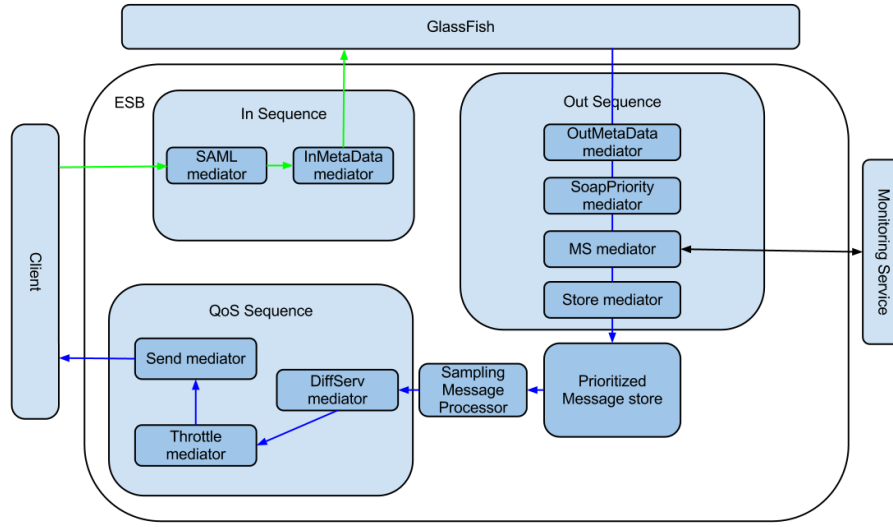 GlassFish
ESB
In Sequence
SAML
mediator
InMetaData
mediator
Out Sequence
OutMetaData
mediator
SoapPriority
mediator
MS mediator
Store mediator
Client
Monitoring Service
QoS Sequence
Send mediator
DiffServ
mediator
Throttle
mediator
Sampling
Message
Processor
Prioritized
Message store